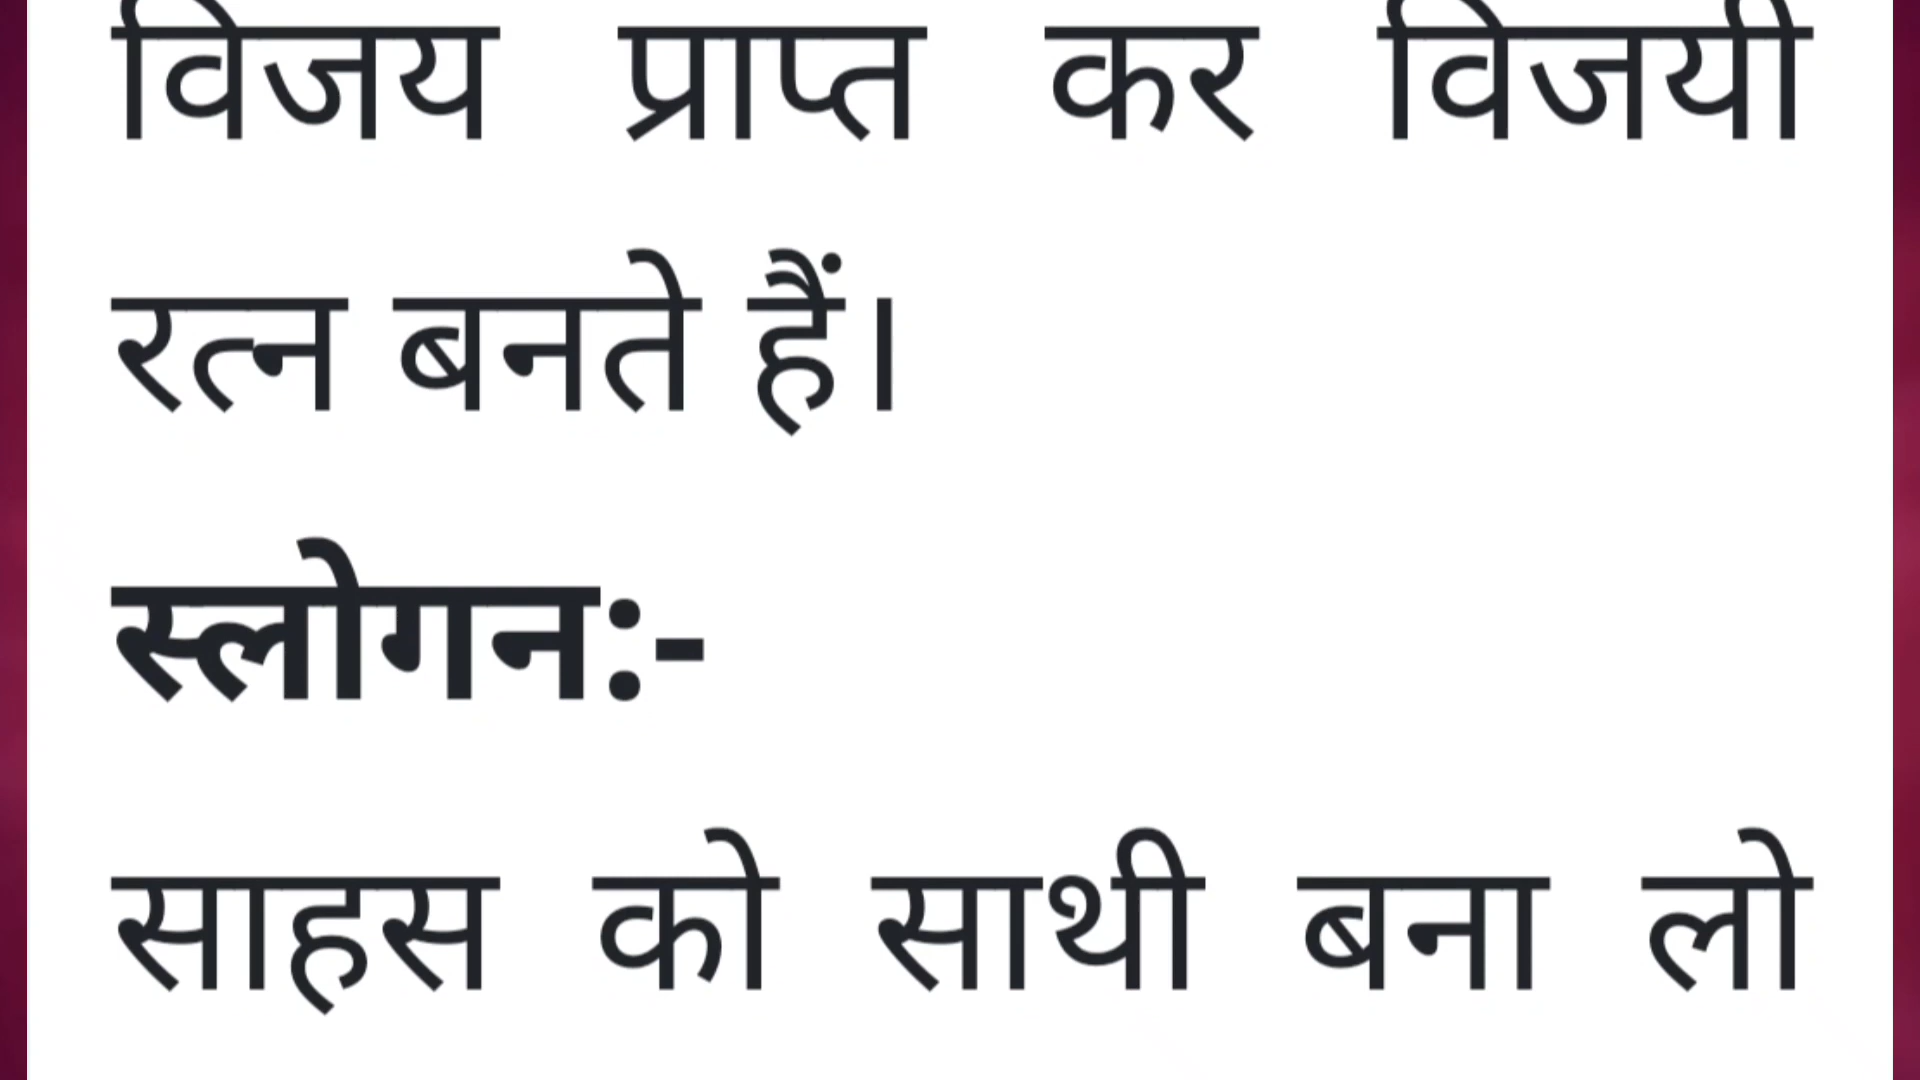 विजय प्राप्त कर विजयी
रत्न बनते हैं।
स्लोगन:-
साहस को साथी बना लो